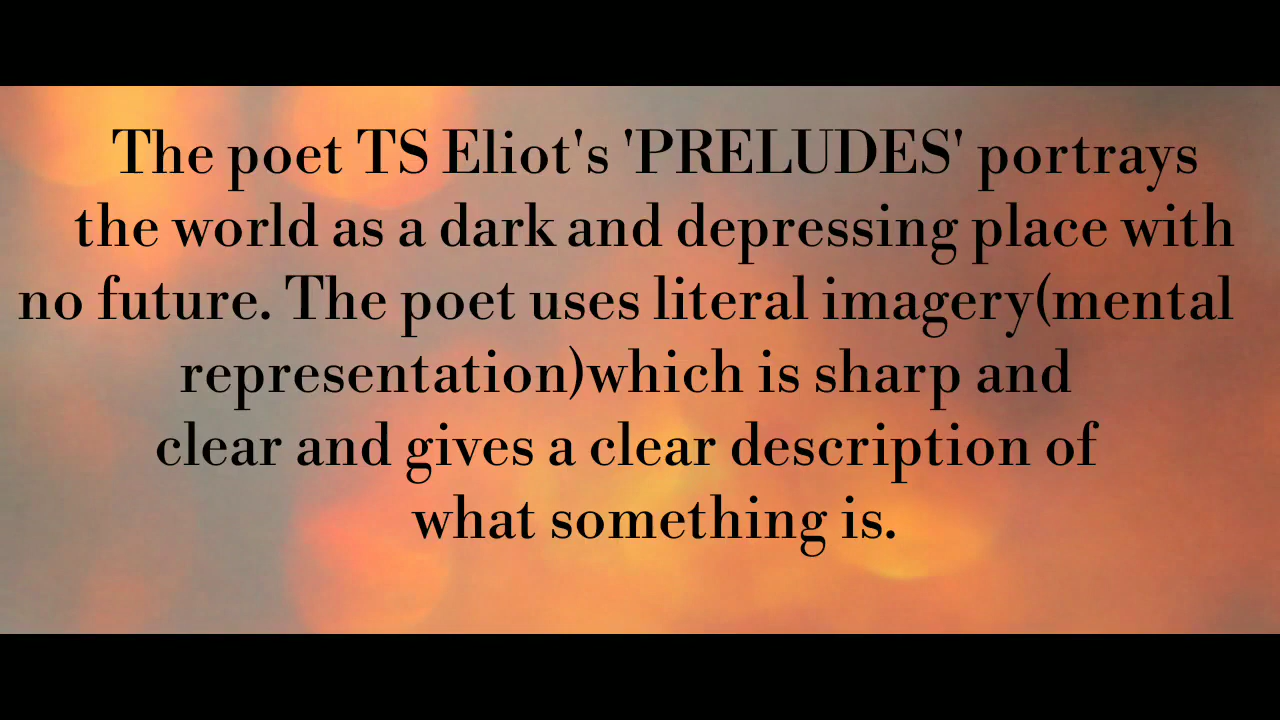 The poet TS Eliot's 'PRELUDES' portrays
the world as a dark and depressing place with
no future. The poet uses literal imagery(mental
representation)which is sharp and
clear and gives a clear description of
what something is.